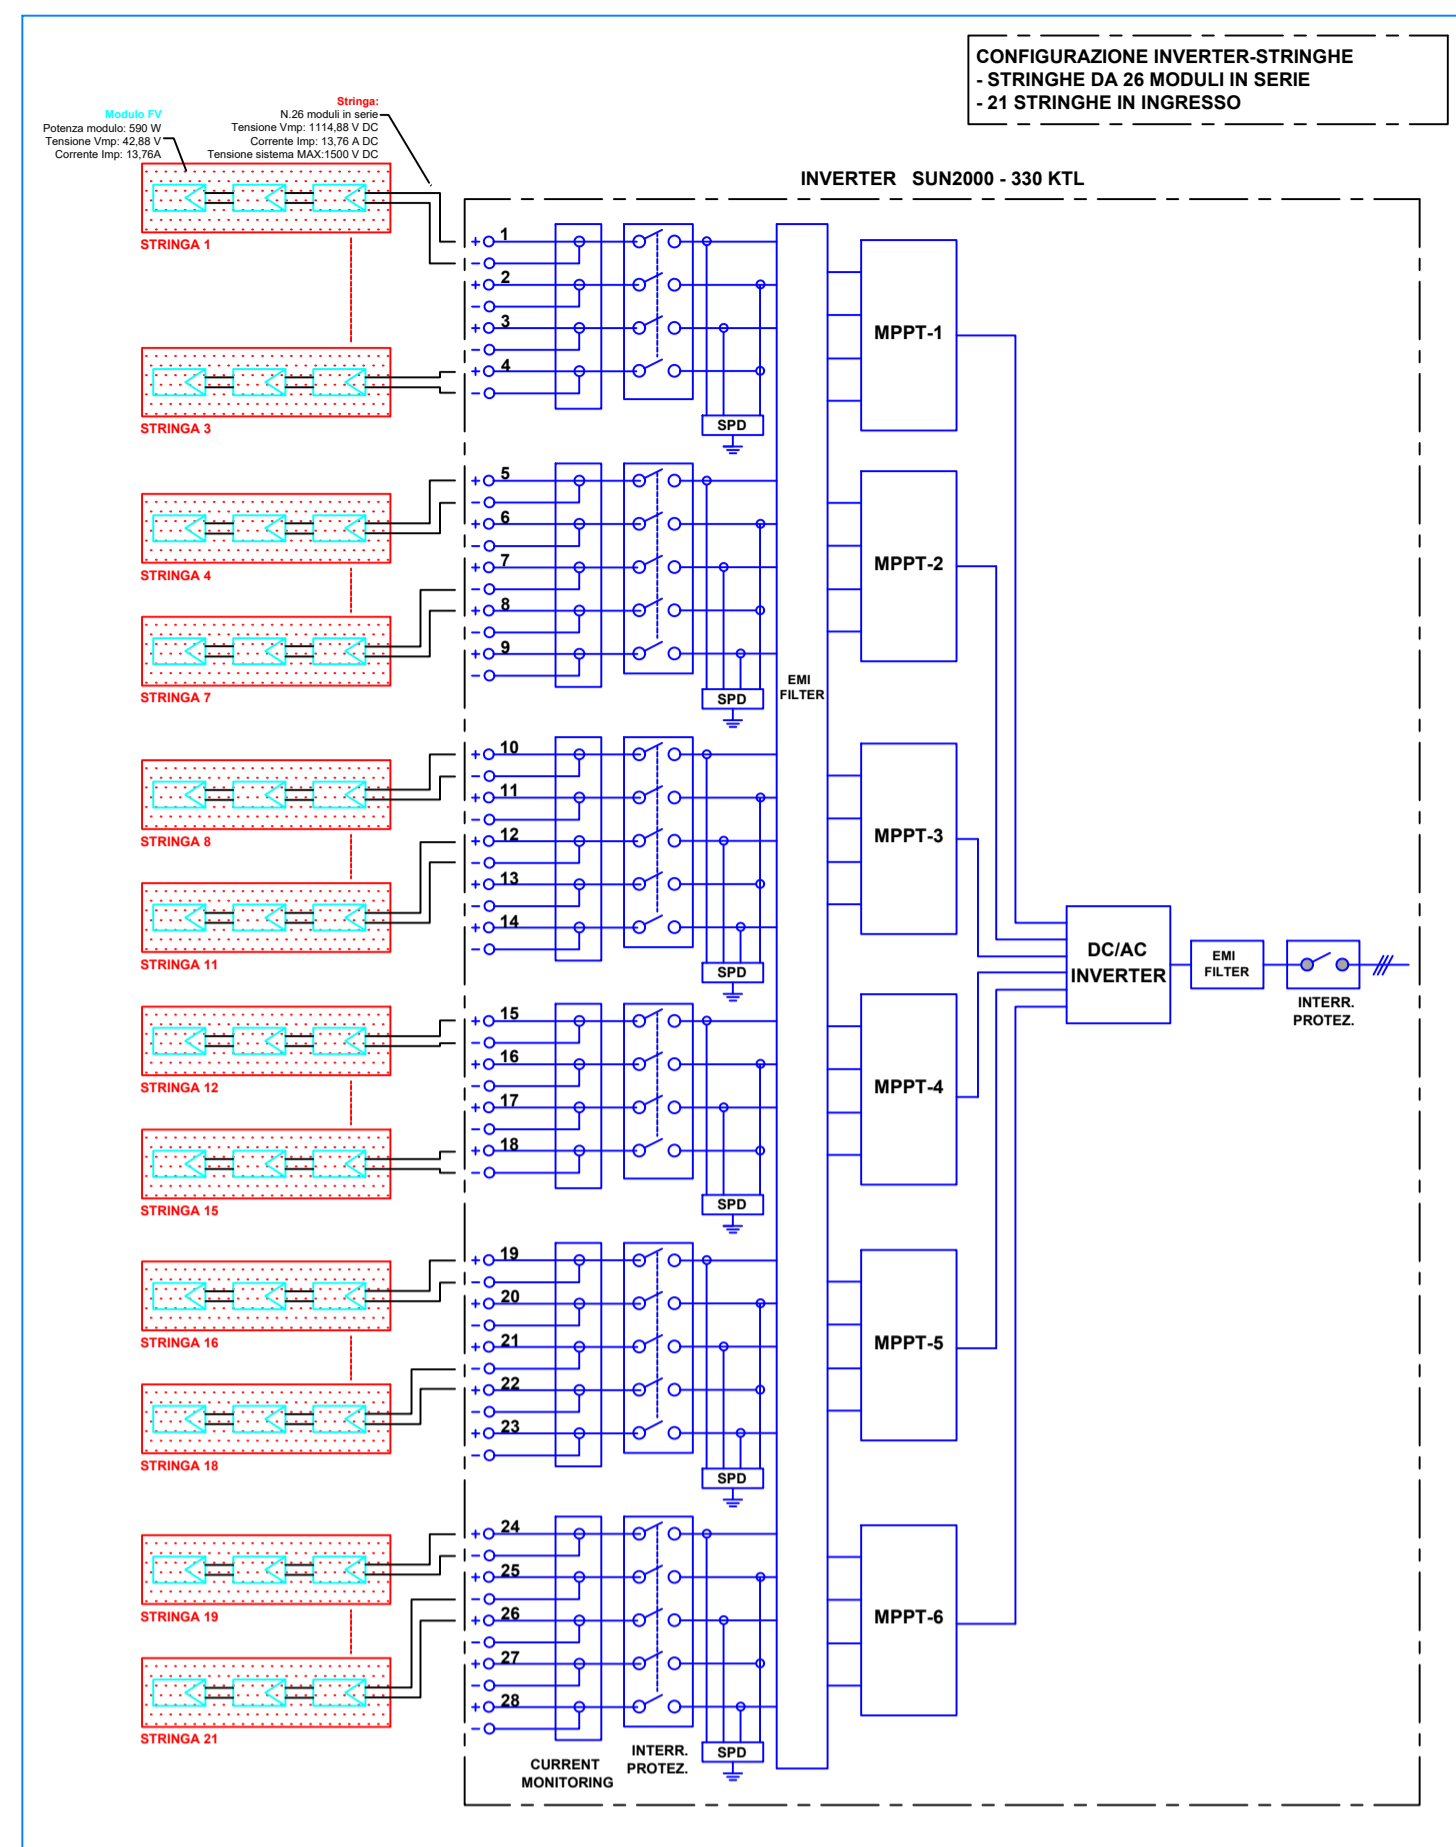 CONFIGURAZIONE INVERTER-STRINGHE
- STRINGHE DA 26 MODULI IN SERIE
- 21 STRINGHE IN INGRESSO
Modulo FV
Potenza modulo: 590 W
Tensione Vmp: 42,88 V
Corrente Imp: 13,76A
Stringa:
N.26 moduli in serie
Tensione Vmp: 1114,88 V DC
Corrente Imp: 13,76 A DC
Tensione sistema MAX:1500 V DC
INVERTER SUN2000 - 330 KTL
STRINGA 1
STRINGA 3
+ 1
-
+ 2
-
+ 3
-
+ 4
-
SPD
MPPT-1
STRINGA 4
STRINGA 7
+ 5
-
+ 6
-
+ 7
-
+ 8
-
+ 9
-
SPD
EMI
FILTER
MPPT-2
STRINGA 8
STRINGA 11
+ 10
-
+ 11
-
+ 12
-
+ 13
-
+ 14
-
SPD
MPPT-3
DC/AC
INVERTER
EMI
FILTER
INTERR.
PROTEZ.
STRINGA 12
STRINGA 15
+ 15
-
+ 16
-
+ 17
-
+ 18
-
SPD
MPPT-4
STRINGA 16
STRINGA 18
+ 19
-
+ 20
-
+ 21
-
+ 22
-
+ 23
-
SPD
MPPT-5
STRINGA 19
STRINGA 21
+ 24
-
+ 25
-
+ 26
-
+ 27
-
+ 28
-
SPD
MPPT-6
CURRENT
MONITORING
INTERR.
PROTEZ.